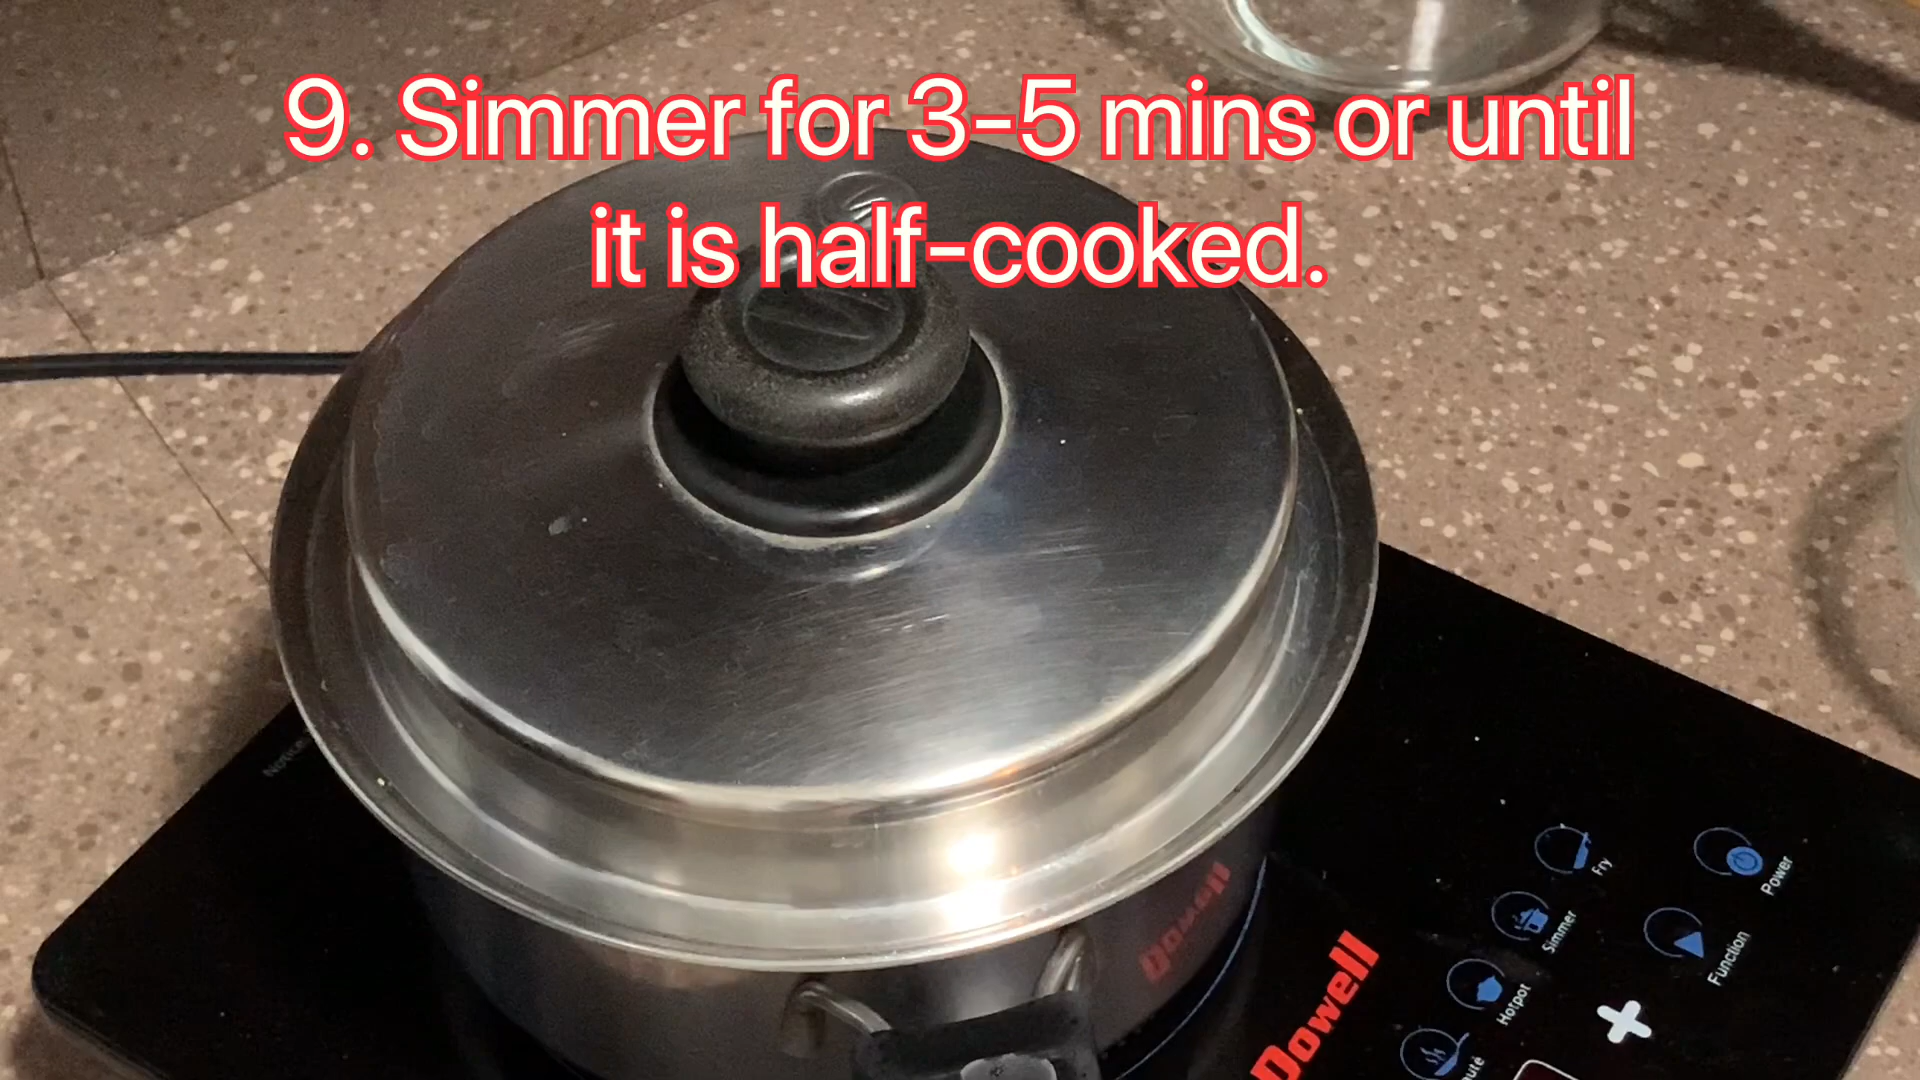 9. Simmer for 3-5 mins or until
it is half-cooked.
Notice
Fry
Power
Simmer
Function
Hotpot
Dowell
Dowell